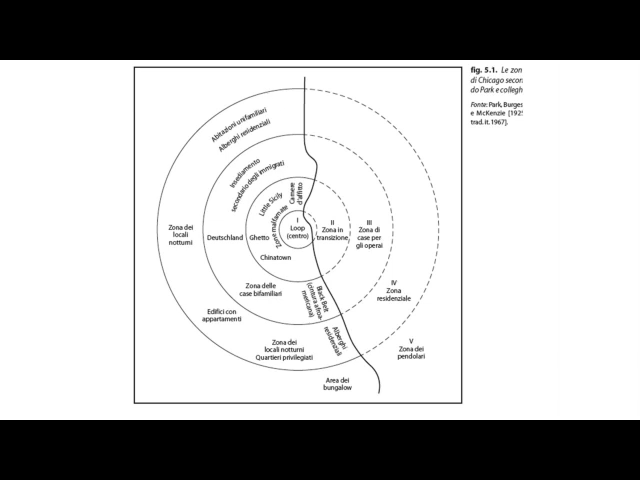 fig. 5.1. Le zon
di Chicago secon
do Park e collegh
Fonte: Park, Burges
e McKenzie [192
trad. it. 1967].
Abitazioni unifamiliari
Alberghi residenziali
Insediamento
secondario degli immigrati
Little Sicily
Zone malfamate
Camere
d'affitto
I
Loop
(centro)
II
Zona in
transizione
III
Zona di
case per
gli operai
Zona dei
locali
notturni
Deutschland
Ghetto
Chinatown
Zona delle
case bifamiliari
Black Belt
(cintura afroa-
mericana)
IV
Zona
residenziale
Edifici con
appartamenti
Alberghi
residenziali
Zona dei
locali notturni
Quartieri privilegiati
V
Zona dei
pendolari
Area dei
bungalow